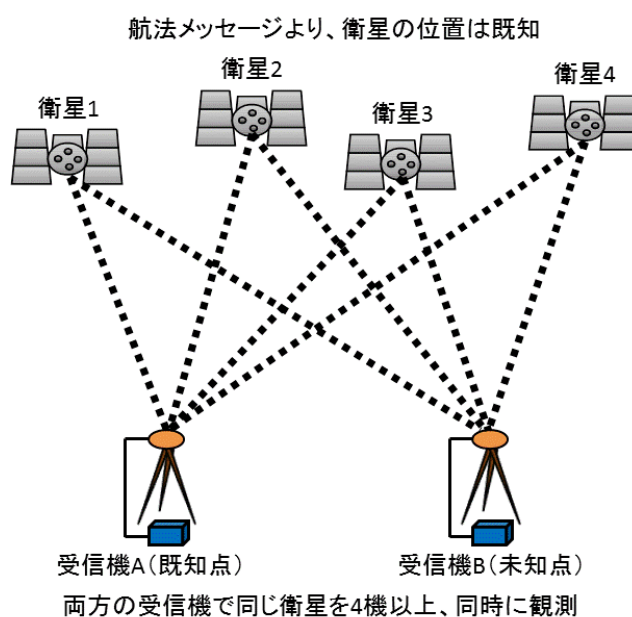 航法メッセージより、衛星の位置は既知
衛星1
衛星2
衛星3
衛星4
受信機A(既知点)
受信機B(未知点)
両方の受信機で同じ衛星を4機以上、同時に観測